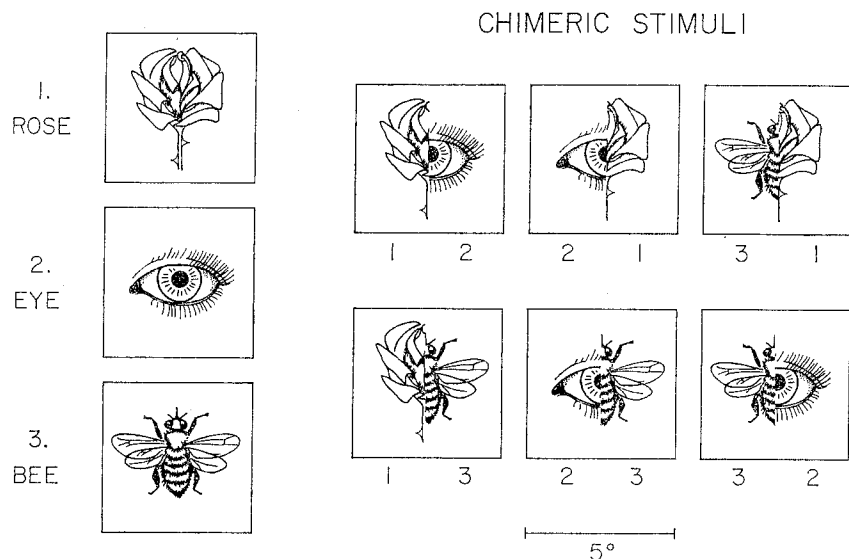 CHIMERIC STIMULI
1.
ROSE
2.
EYE
3.
BEE
1 2
2 1
3 1
1 3
2 3
3 2
5°